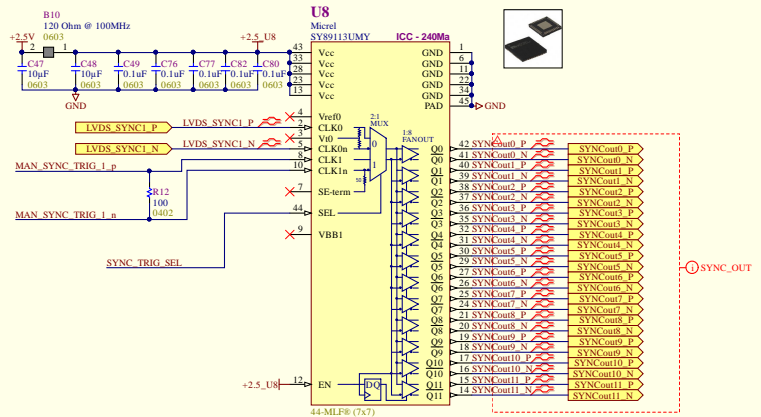 B10
120 Ohm @ 100MHz
0603
+2.5V
2
1
+2.5_U8
C47
10µF
0603
C48
10µF
0603
C49
0.1uF
0603
C76
0.1uF
0603
C77
0.1uF
0603
C82
0.1uF
0603
C80
0.1uF
0603
GND
U8
Micrel
SY89113UMY
ICC - 240Ma
43 Vcc
33 Vcc
28 Vcc
23 Vcc
13 Vcc
GND 1
GND 6
GND 11
GND 22
GND 34
PAD 45
GND
4 Vref0
LVDS_SYNC1_P LVDS_SYNC1_P 2 CLK0
3 Vt0
LVDS_SYNC1_N LVDS_SYNC1_N 5 CLK0n
MAN_SYNC_TRIG_1_p 8 CLK1
10 CLK1n
R12
100
0402
MAN_SYNC_TRIG_1_n
7 SE-term
44 SEL
9 VBB1
SYNC_TRIG_SEL
2:1
MUX
0
1
50
1:8
FANOUT
Q0 42 SYNCout0_P SYNCout0_P
Q0 41 SYNCout0_N SYNCout0_N
Q1 40 SYNCout1_P SYNCout1_P
Q1 39 SYNCout1_N SYNCout1_N
Q2 38 SYNCout2_P SYNCout2_P
Q2 37 SYNCout2_N SYNCout2_N
Q3 36 SYNCout3_P SYNCout3_P
Q3 35 SYNCout3_N SYNCout3_N
Q4 32 SYNCout4_P SYNCout4_P
Q4 31 SYNCout4_N SYNCout4_N
Q5 30 SYNCout5_P SYNCout5_P
Q5 29 SYNCout5_N SYNCout5_N
Q6 27 SYNCout6_P SYNCout6_P
Q6 26 SYNCout6_N SYNCout6_N
Q7 25 SYNCout7_P SYNCout7_P
Q7 24 SYNCout7_N SYNCout7_N
Q8 21 SYNCout8_P SYNCout8_P
Q8 20 SYNCout8_N SYNCout8_N
Q9 19 SYNCout9_P SYNCout9_P
Q9 18 SYNCout9_N SYNCout9_N
Q10 17 SYNCout10_P SYNCout10_P
Q10 16 SYNCout10_N SYNCout10_N
Q11 15 SYNCout11_P SYNCout11_P
Q11 14 SYNCout11_N SYNCout11_N
i SYNC_OUT
+2.5_U8 12 EN
DQ
44-MLF® (7x7)